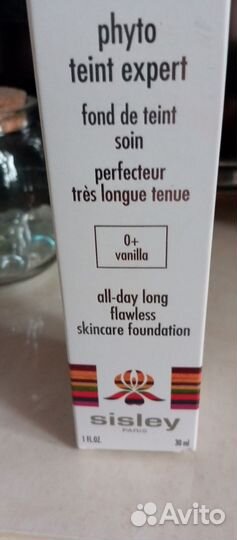 phyto
teint expert
fond de teint
soin
perfecteur
très longue tenue
0+
vanilla
all-day long
flawless
skincare foundation
sisley
PARIS
1 FL.OZ. 30 ml
Avito